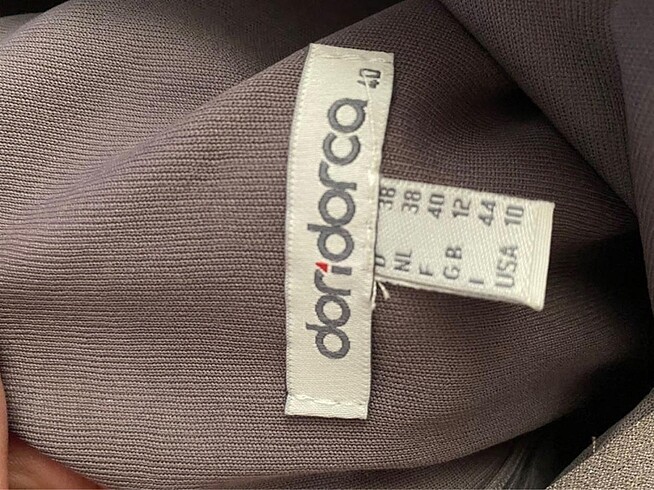 doridorca 40
D 38
NL 38
F 40
G.B. 12
I 44
USA 10